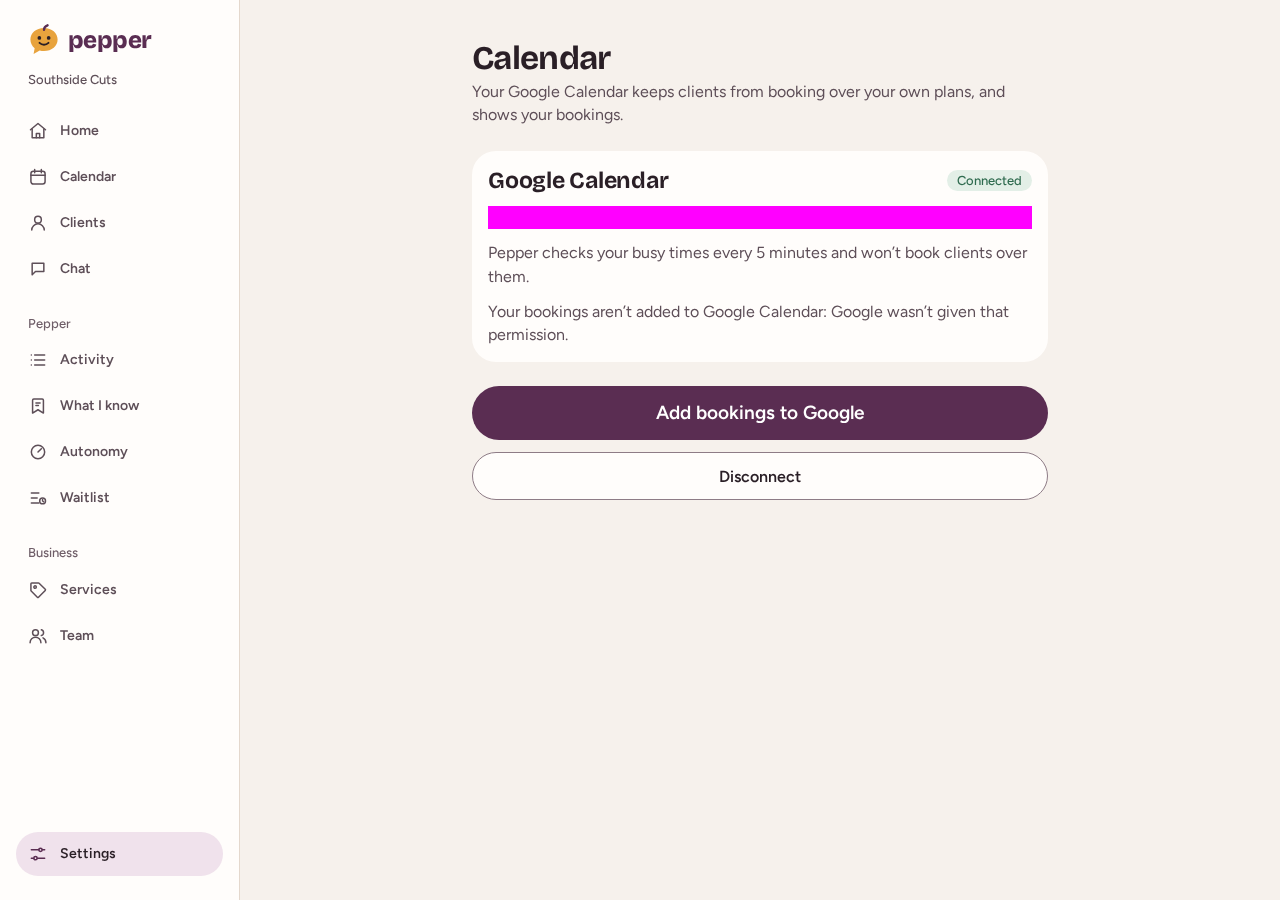 pepper
Southside Cuts
Home
Calendar
Clients
Chat
Pepper
Activity
What I know
Autonomy
Waitlist
Business
Services
Team
Settings
Calendar
Your Google Calendar keeps clients from booking over your own plans, and
shows your bookings.
Google Calendar
Connected
Pepper checks your busy times every 5 minutes and won’t book clients over
them.
Your bookings aren’t added to Google Calendar: Google wasn’t given that
permission.
Add bookings to Google
Disconnect